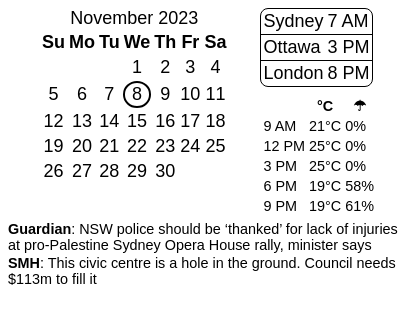 November 2023
Su Mo Tu We Th Fr Sa
1 2 3 4
5 6 7 8 9 10 11
12 13 14 15 16 17 18
19 20 21 22 23 24 25
26 27 28 29 30
Sydney 7 AM
Ottawa 3 PM
London 8 PM
°C ☂
9 AM 21°C 0%
12 PM 25°C 0%
3 PM 25°C 0%
6 PM 19°C 58%
9 PM 19°C 61%
Guardian: NSW police should be ‘thanked’ for lack of injuries
at pro-Palestine Sydney Opera House rally, minister says
SMH: This civic centre is a hole in the ground. Council needs
$113m to fill it